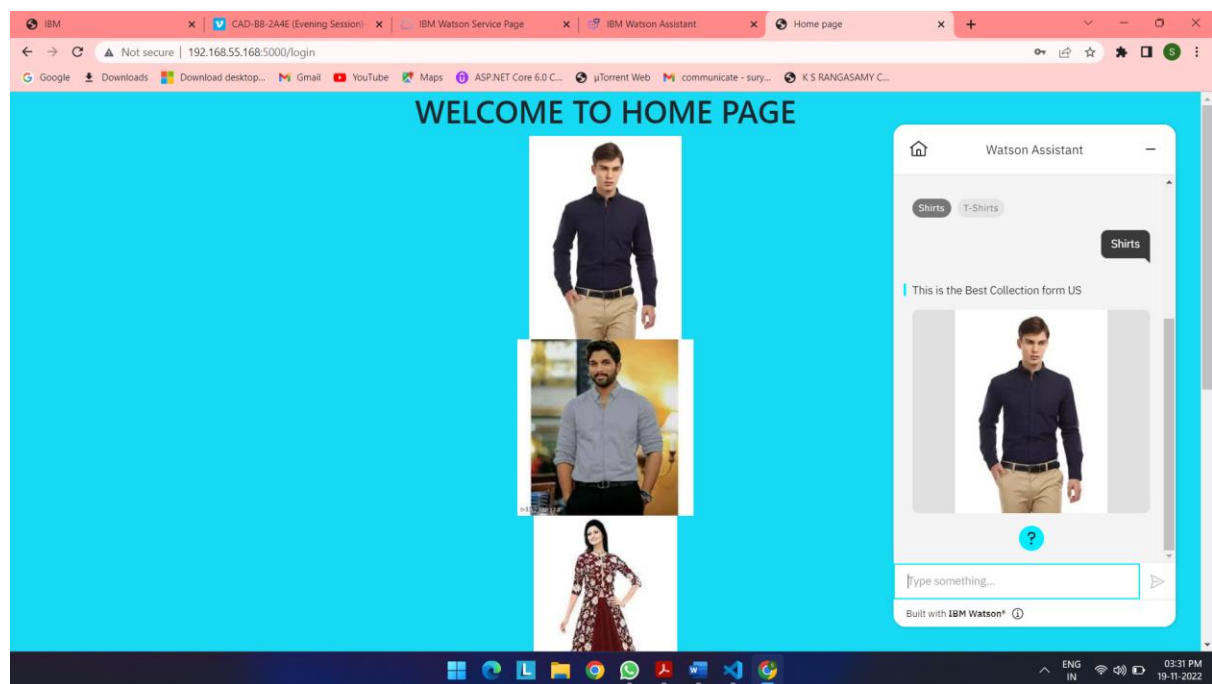 IBM
CAD-B8-2A4E (Evening Session)-
IBM Watson Service Page
IBM Watson Assistant
Home page
Not secure | 192.168.55.168:5000/login
S
Google
Downloads
Download desktop...
Gmail
YouTube
Maps
ASP.NET Core 6.0 C...
µTorrent Web
communicate - sury...
K S RANGASAMY C...
WELCOME TO HOME PAGE
Watson Assistant
Shirts
T-Shirts
Shirts
This is the Best Collection form US
?
Type something...
Built with IBM Watson®
ENG
IN
03:31 PM
19-11-2022